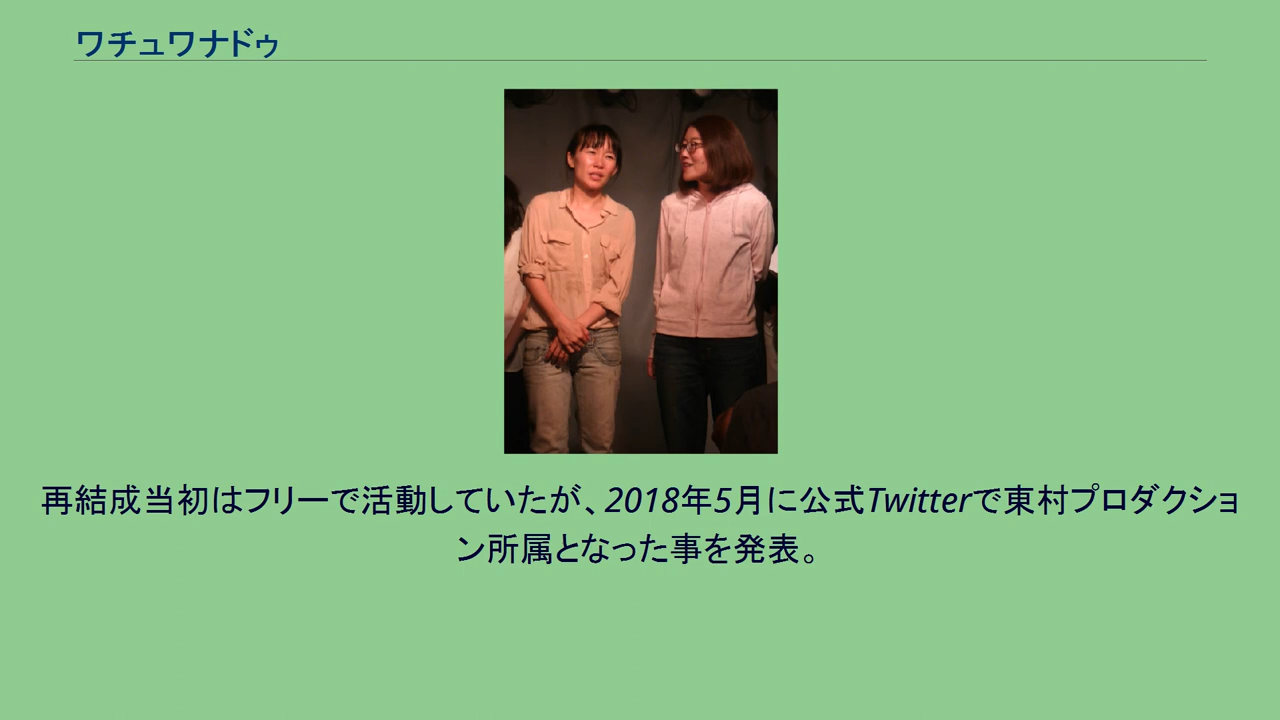 ワチュワナドゥ
再結成当初はフリーで活動していたが、2018年5月に公式Twitterで東村プロダクショ
ン所属となった事を発表。